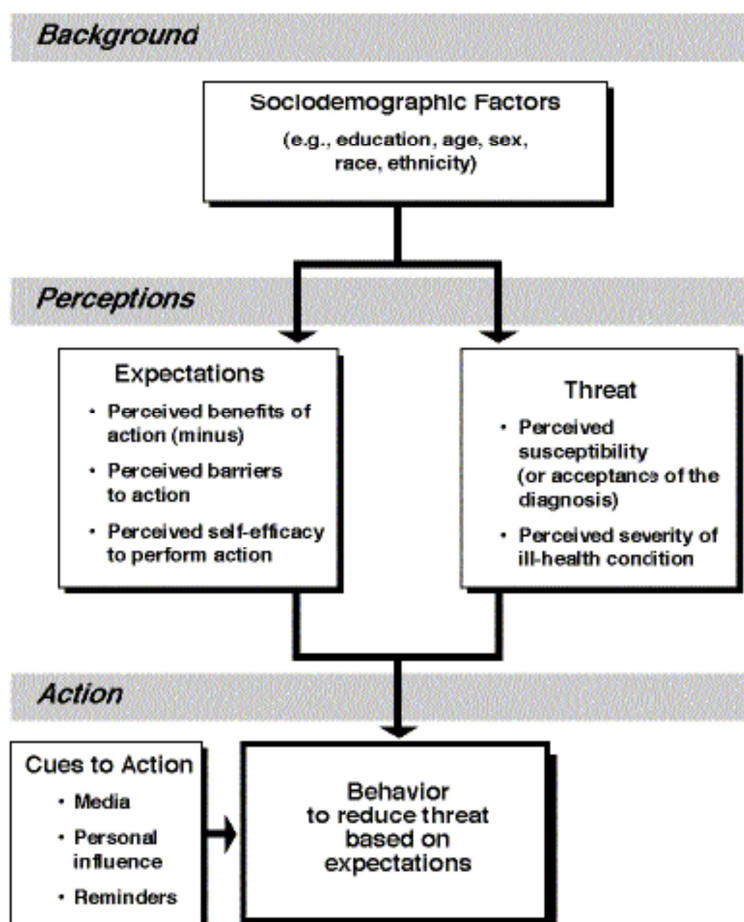 Background
Sociodemographic Factors
(e.g., education, age, sex,
race, ethnicity)
Perceptions
Expectations
• Perceived benefits of
action (minus)
• Perceived barriers
to action
• Perceived self-efficacy
to perform action
Threat
• Perceived
susceptibility
(or acceptance of the
diagnosis)
• Perceived severity of
ill-health condition
Action
Cues to Action
• Media
• Personal
influence
• Reminders
Behavior
to reduce threat
based on
expectations